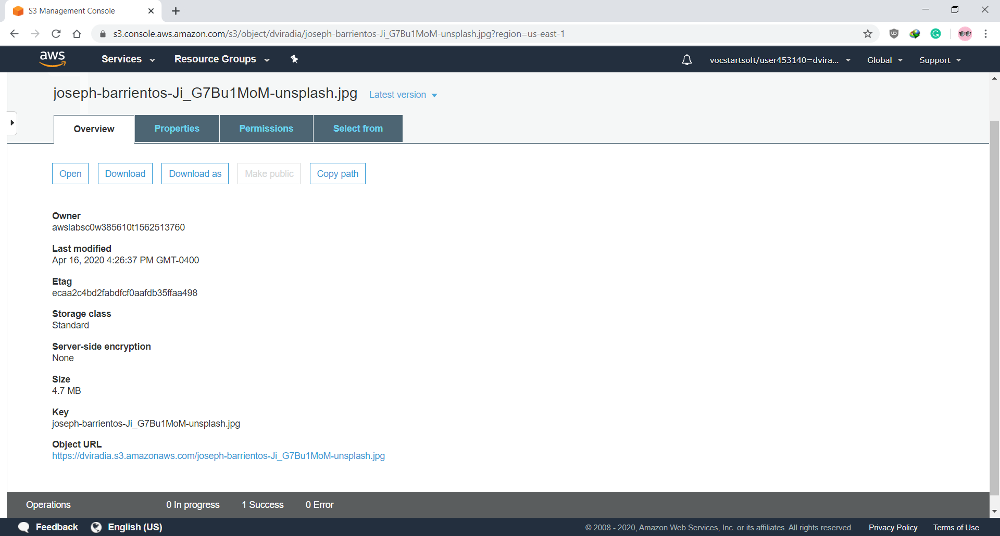 S3 Management Console
s3.console.aws.amazon.com/s3/object/dviradia/joseph-barrientos-Ji_G7Bu1MoM-unsplash.jpg?region=us-east-1
aws Services Resource Groups vocstartsoft/user453140=dvira... Global Support
joseph-barrientos-Ji_G7Bu1MoM-unsplash.jpg Latest version
Overview Properties Permissions Select from
Open Download Download as Make public Copy path
Owner
awslabsc0w385610t1562513760
Last modified
Apr 16, 2020 4:26:37 PM GMT-0400
Etag
ecaa2c4bd2fabdfcf0aafdb35ffaa498
Storage class
Standard
Server-side encryption
None
Size
4.7 MB
Key
joseph-barrientos-Ji_G7Bu1MoM-unsplash.jpg
Object URL
https://dviradia.s3.amazonaws.com/joseph-barrientos-Ji_G7Bu1MoM-unsplash.jpg
Operations 0 In progress 1 Success 0 Error
Feedback English (US) © 2008 - 2020, Amazon Web Services, Inc. or its affiliates. All rights reserved. Privacy Policy Terms of Use